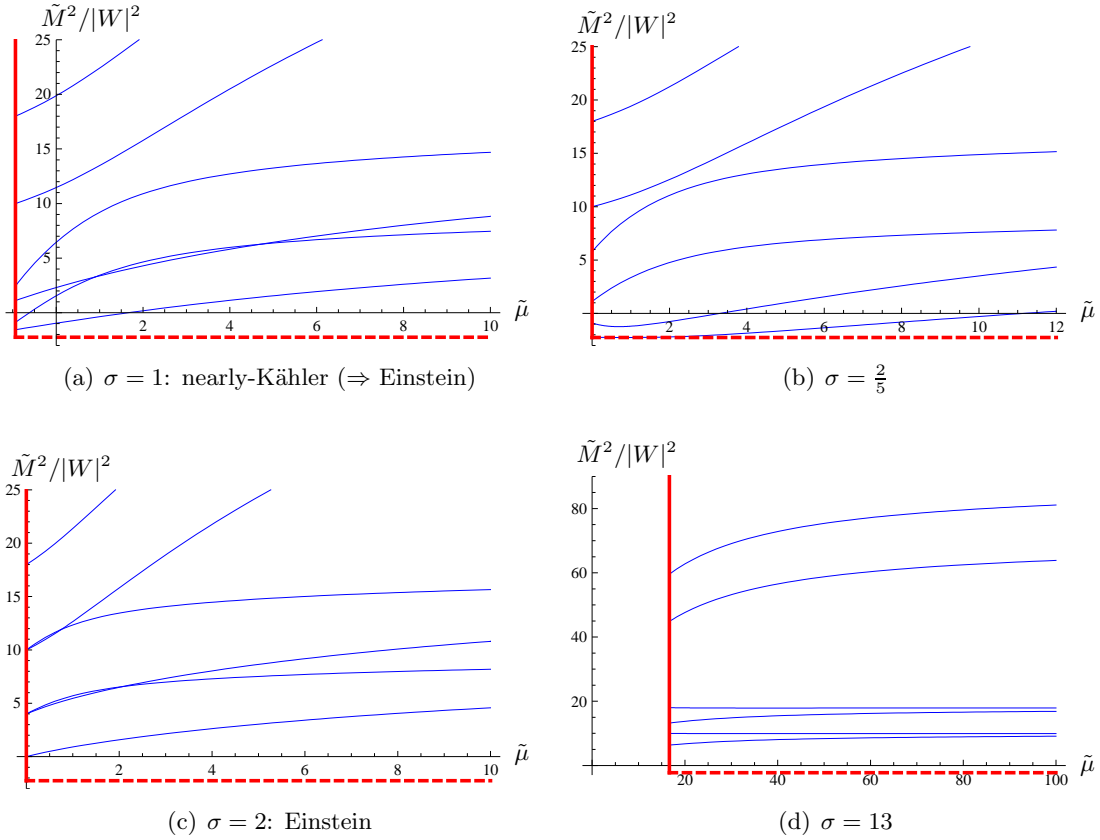 M̃²/|W|²
25
20
15
10
5
2 4 6 8 10 μ̃
(a) σ = 1: nearly-Kähler (⇒ Einstein)
M̃²/|W|²
25
20
15
10
5
2 4 6 8 10 12 μ̃
(b) σ = 2/5
M̃²/|W|²
25
20
15
10
5
2 4 6 8 10 μ̃
(c) σ = 2: Einstein
M̃²/|W|²
80
60
40
20
20 40 60 80 100 μ̃
(d) σ = 13